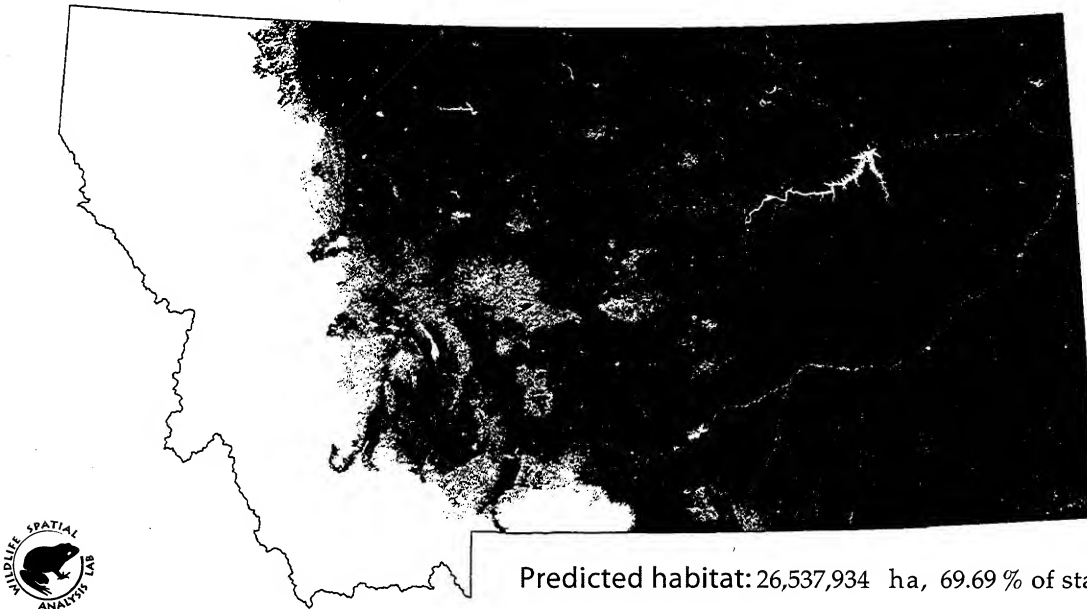 WILDLIFE SPATIAL ANALYSIS LAB
Predicted habitat: 26,537,934 ha, 69.69 % of sta